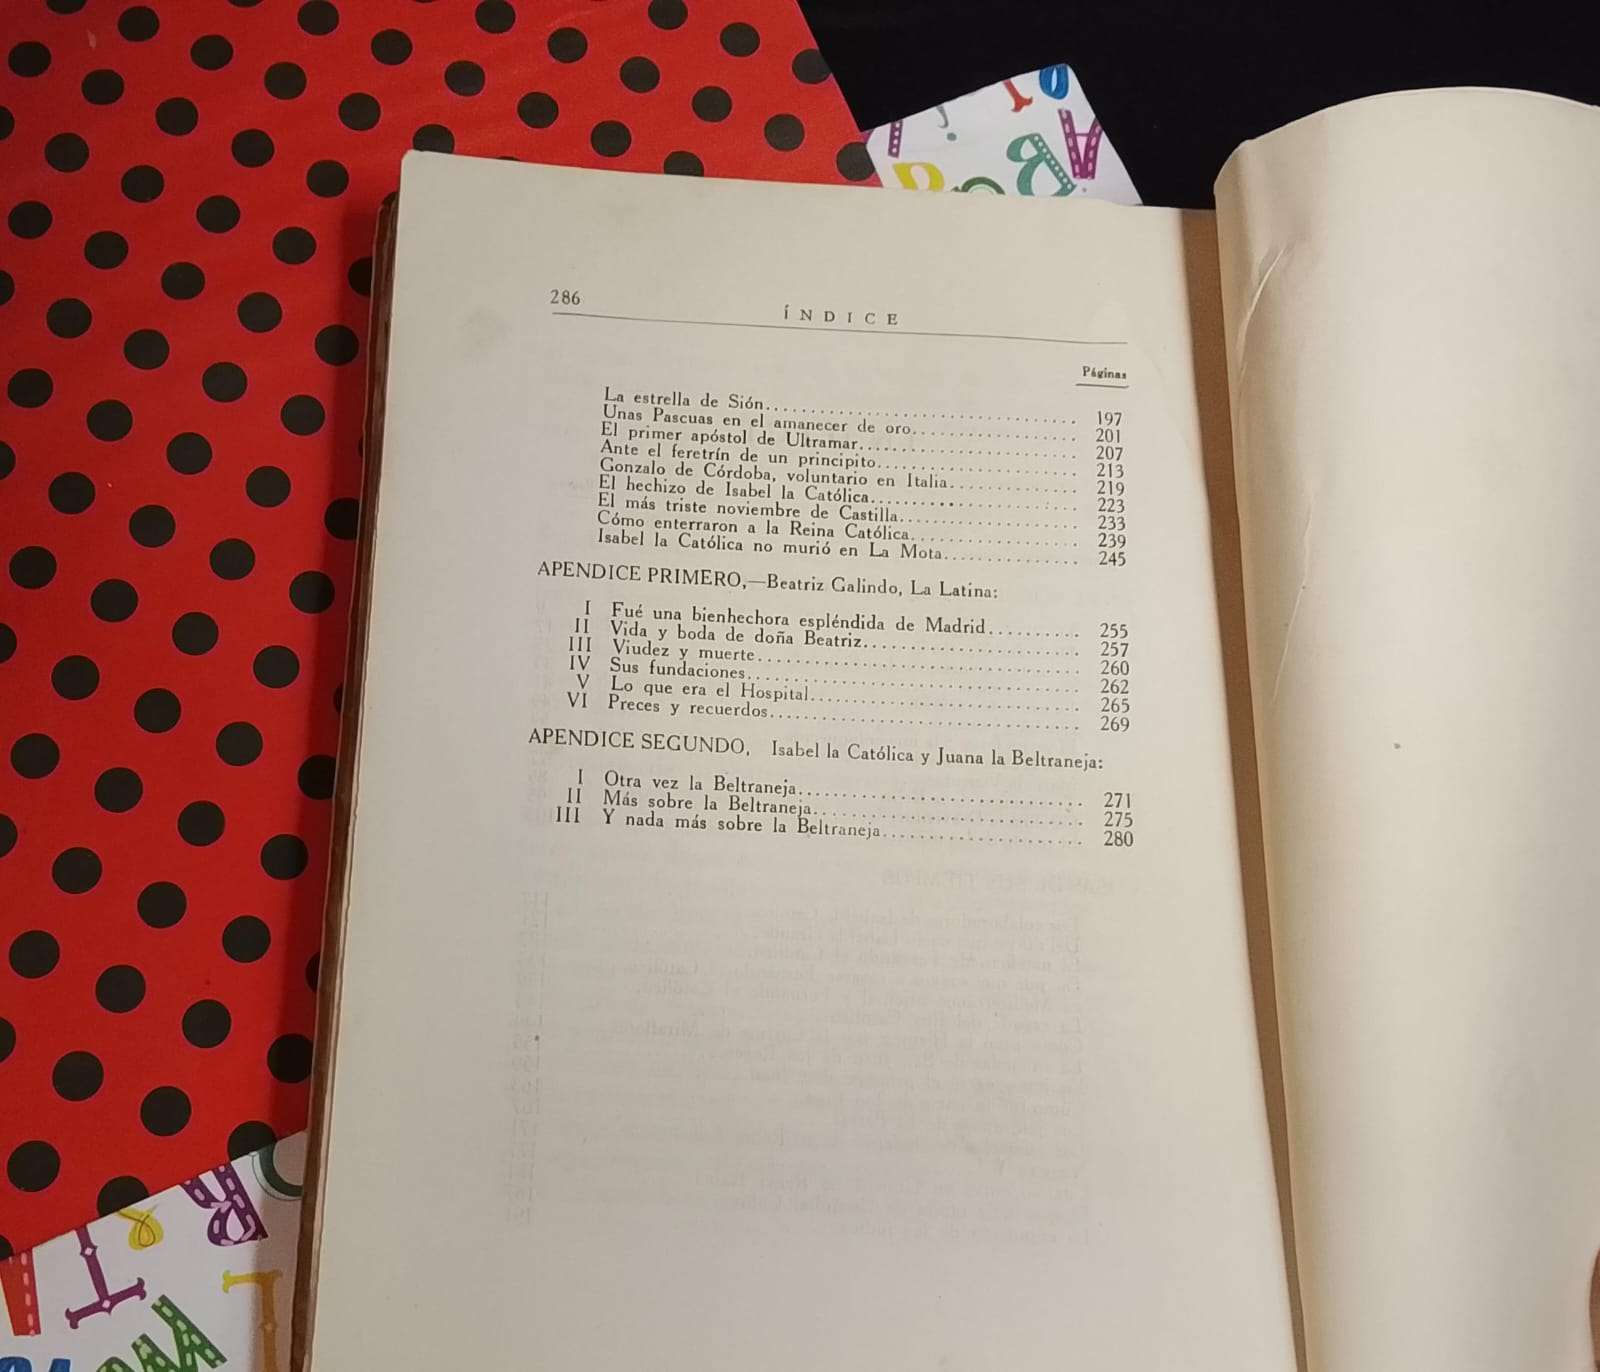 286
ÍNDICE
Páginas
La estrella de Sión 197
Unas Pascuas en el amanecer de oro 201
El primer apóstol de Ultramar 207
Ante el feretrín de un principito 213
Gonzalo de Córdoba, voluntario en Italia 219
El hechizo de Isabel la Católica 223
El más triste noviembre de Castilla 233
Cómo enterraron a la Reina Católica 239
Isabel la Católica no murió en La Mota 245
APENDICE PRIMERO,—Beatriz Galindo, La Latina:
I Fué una bienhechora espléndida de Madrid 255
II Vida y boda de doña Beatriz 257
III Viudez y muerte 260
IV Sus fundaciones 262
V Lo que era el Hospital 265
VI Preces y recuerdos 269
APENDICE SEGUNDO, Isabel la Católica y Juana la Beltraneja:
I Otra vez la Beltraneja 271
II Más sobre la Beltraneja 275
III Y nada más sobre la Beltraneja 280